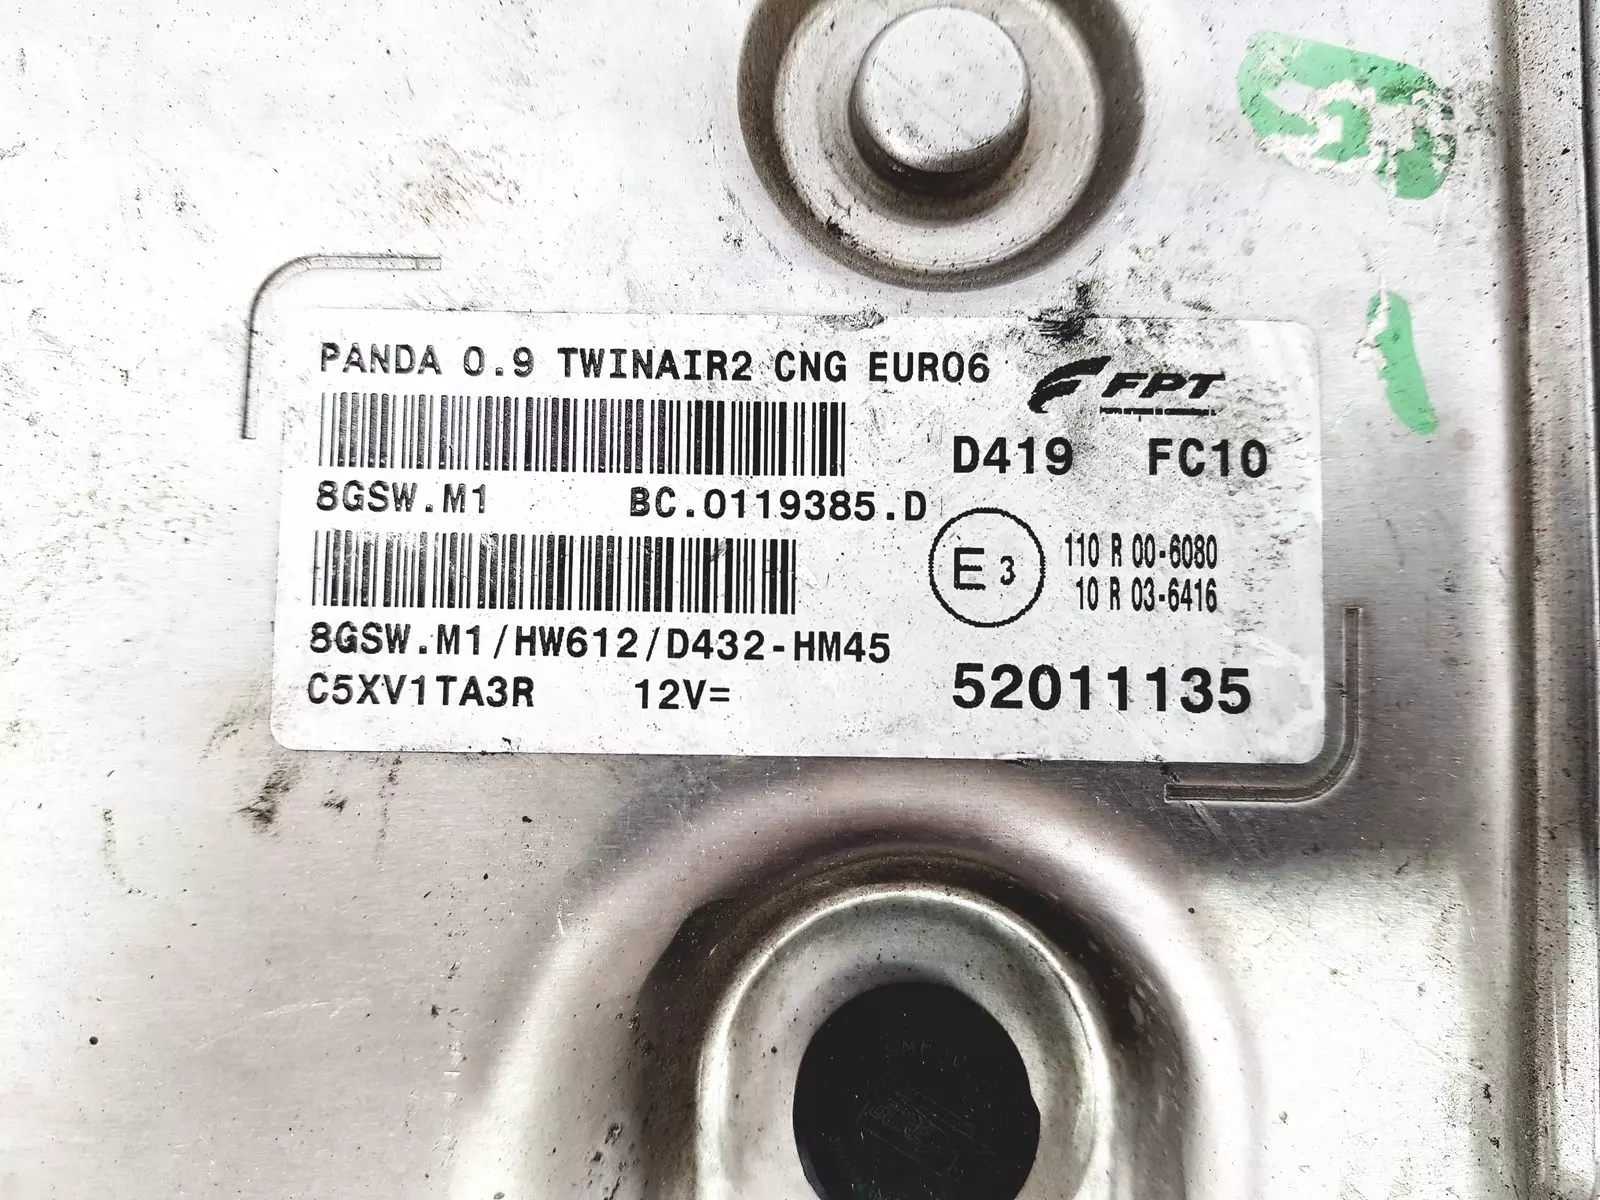 PANDA 0.9 TWINAIR2 CNG EURO6
FPT
D419 FC10
8GSW.M1 BC.0119385.D
E3
110 R 00-6080
10 R 03-6416
8GSW.M1/HW612/D432-HM45
C5XV1TA3R 12V=
52011135